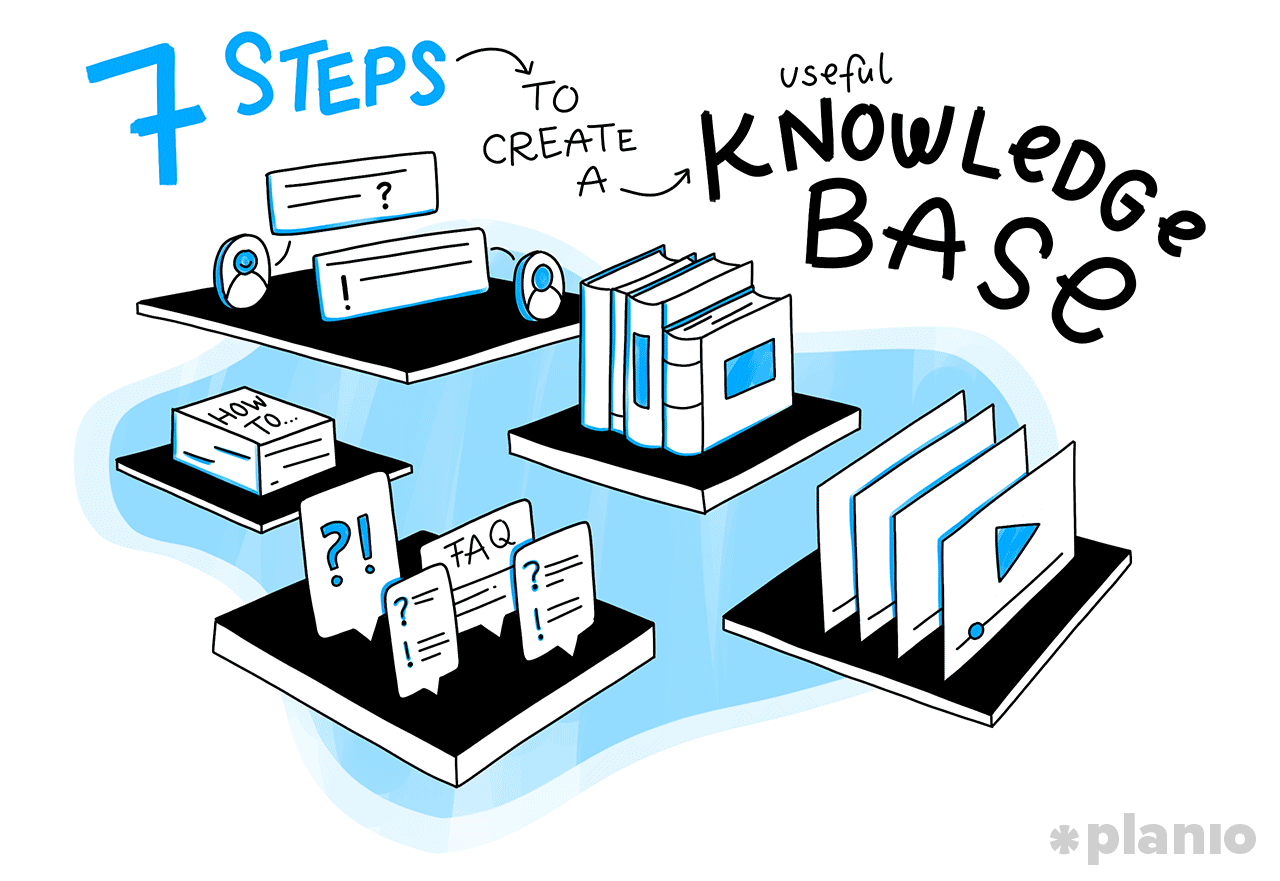 7 STEPS
TO
CREATE
A
useful
KNOWLeDGe
BASe
?
!
HOW
TO...
?!
FAQ
?
!
?
!
*planio